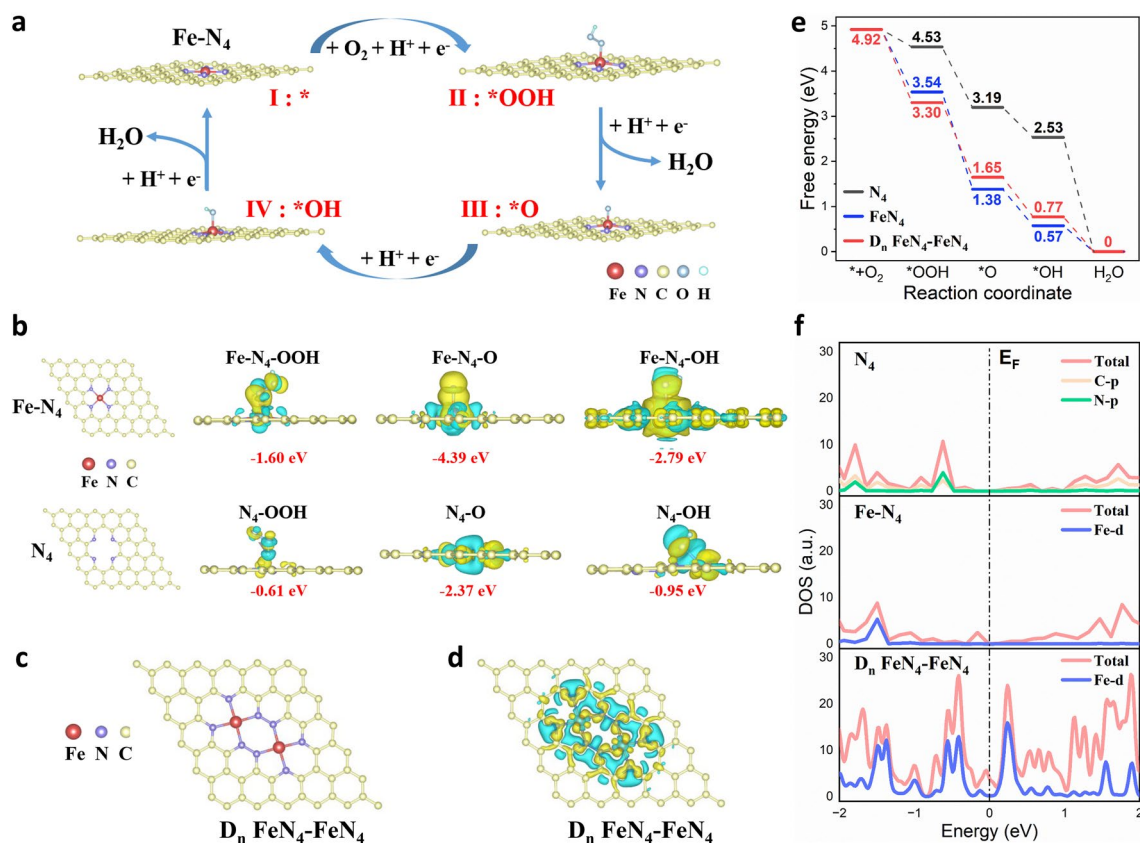 a
Fe-N₄
+ O₂ + H⁺ + e⁻
I : *
II : *OOH
H₂O
+ H⁺ + e⁻
+ H⁺ + e⁻
H₂O
IV : *OH
III : *O
+ H⁺ + e⁻
Fe N C O H
b
Fe-N₄
Fe N C
Fe-N₄-OOH
Fe-N₄-O
Fe-N₄-OH
-1.60 eV
-4.39 eV
-2.79 eV
N₄
N₄-OOH
N₄-O
N₄-OH
-0.61 eV
-2.37 eV
-0.95 eV
c
Fe N C
Dₙ FeN₄-FeN₄
d
Dₙ FeN₄-FeN₄
e
Free energy (eV)
5
4
3
2
1
0
4.92
4.53
3.54
3.30
3.19
1.65
1.38
2.53
0.77
0.57
0
N₄
FeN₄
Dₙ FeN₄-FeN₄
*+O₂ *OOH *O *OH H₂O
Reaction coordinate
f
DOS (a.u.)
30
20
10
0
N₄
E_F
Total
C-p
N-p
30
20
10
0
Fe-N₄
Total
Fe-d
30
20
10
0
Dₙ FeN₄-FeN₄
Total
Fe-d
−2 −1 0 1 2
Energy (eV)